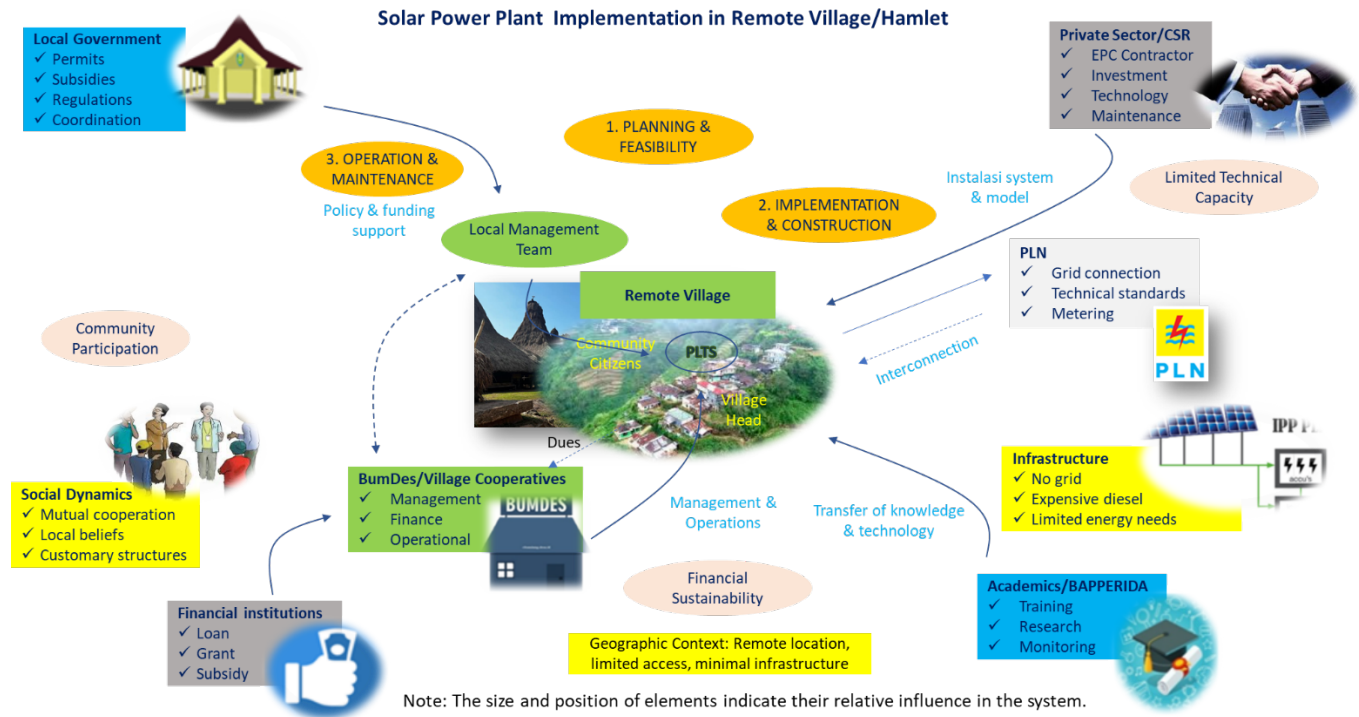 Solar Power Plant Implementation in Remote Village/Hamlet
Local Government
✓ Permits
✓ Subsidies
✓ Regulations
✓ Coordination
Private Sector/CSR
✓ EPC Contractor
✓ Investment
✓ Technology
✓ Maintenance
1. PLANNING &
FEASIBILITY
3. OPERATION &
MAINTENANCE
Policy & funding
support
2. IMPLEMENTATION
& CONSTRUCTION
Instalasi system
& model
Limited Technical
Capacity
Local Management
Team
PLN
✓ Grid connection
✓ Technical standards
✓ Metering
PLN
Remote Village
Community
Citizens
PLTS
Village
Head
Interconnection
Community
Participation
Dues
BumDes/Village Cooperatives
✓ Management
✓ Finance
✓ Operational
BUMDES
Management &
Operations
Transfer of knowledge
& technology
IPP
accu's
Infrastructure
✓ No grid
✓ Expensive diesel
✓ Limited energy needs
Social Dynamics
✓ Mutual cooperation
✓ Local beliefs
✓ Customary structures
Financial institutions
✓ Loan
✓ Grant
✓ Subsidy
Financial
Sustainability
Geographic Context: Remote location,
limited access, minimal infrastructure
Academics/BAPPERIDA
✓ Training
✓ Research
✓ Monitoring
Note: The size and position of elements indicate their relative influence in the system.